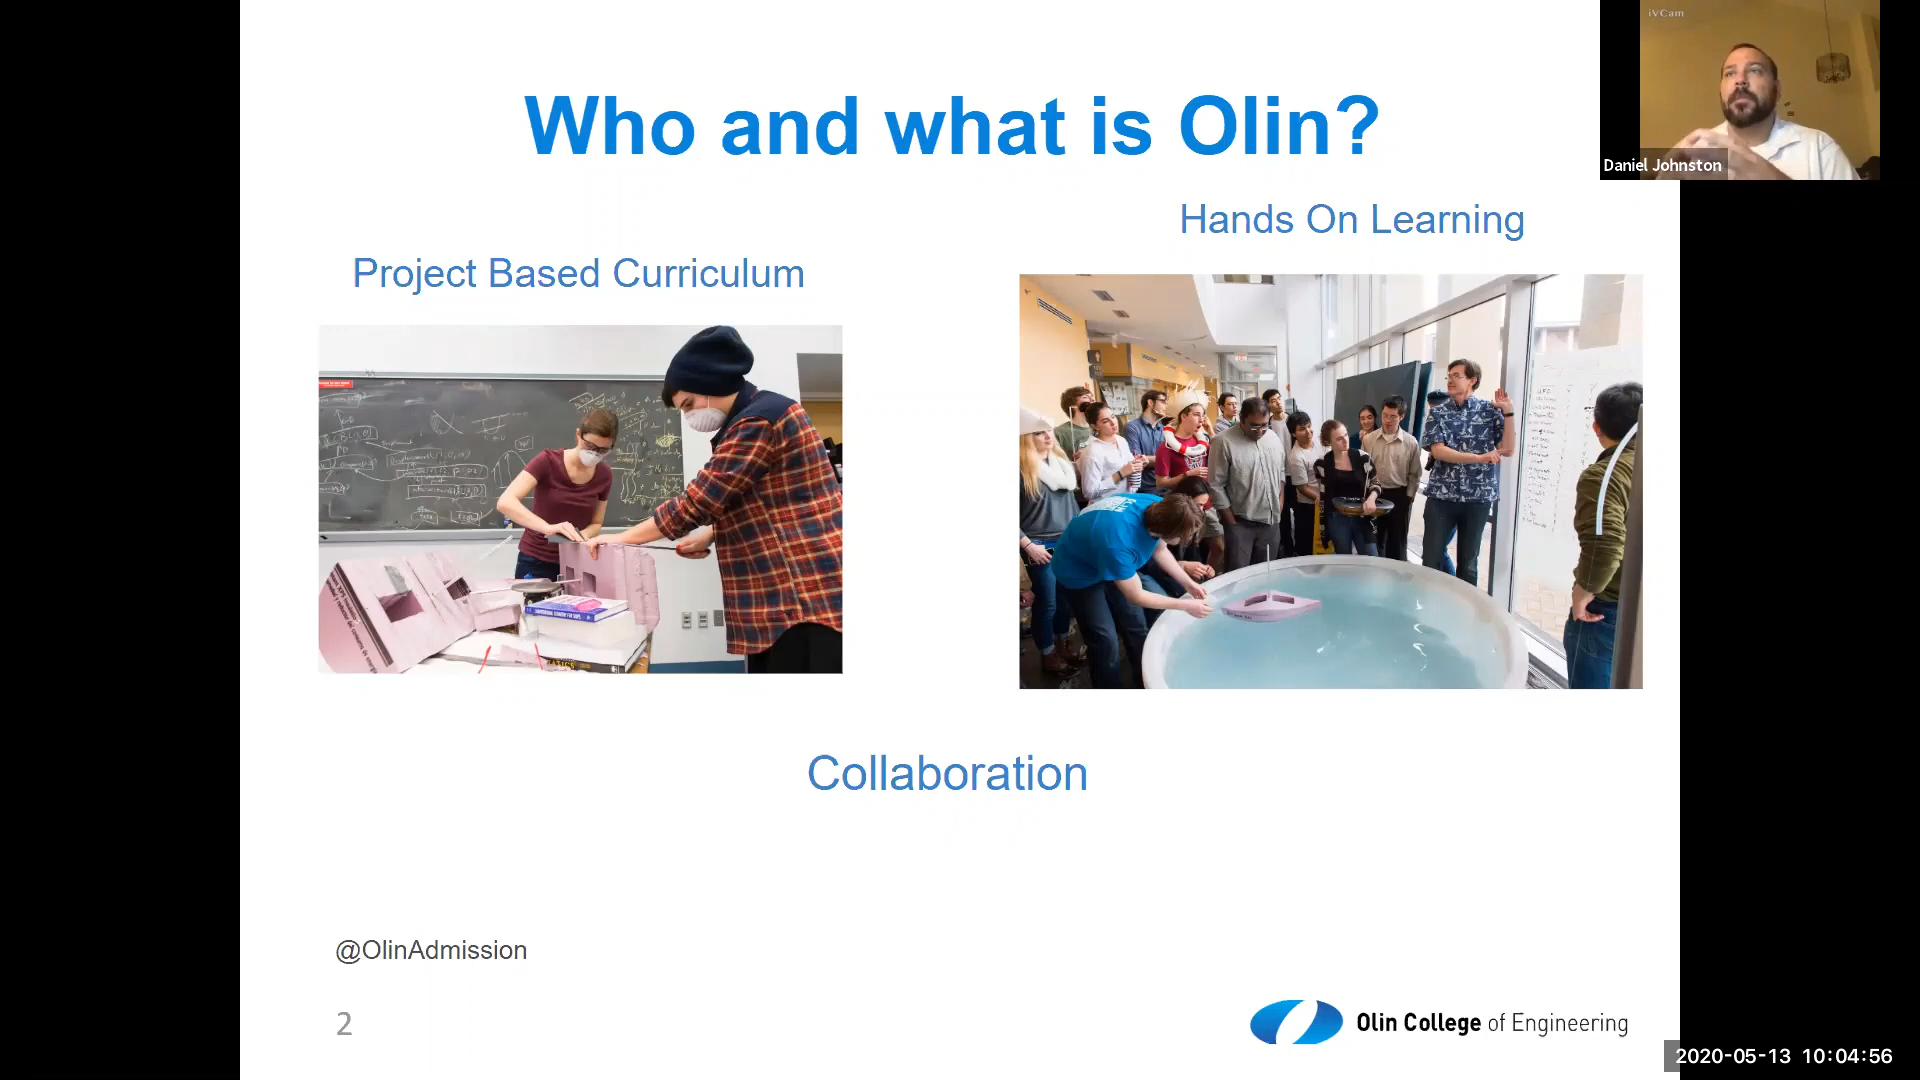 iVCam
Daniel Johnston
Who and what is Olin?
Hands On Learning
Project Based Curriculum
Collaboration
@OlinAdmission
2
Olin College of Engineering
2020-05-13 10:04:56